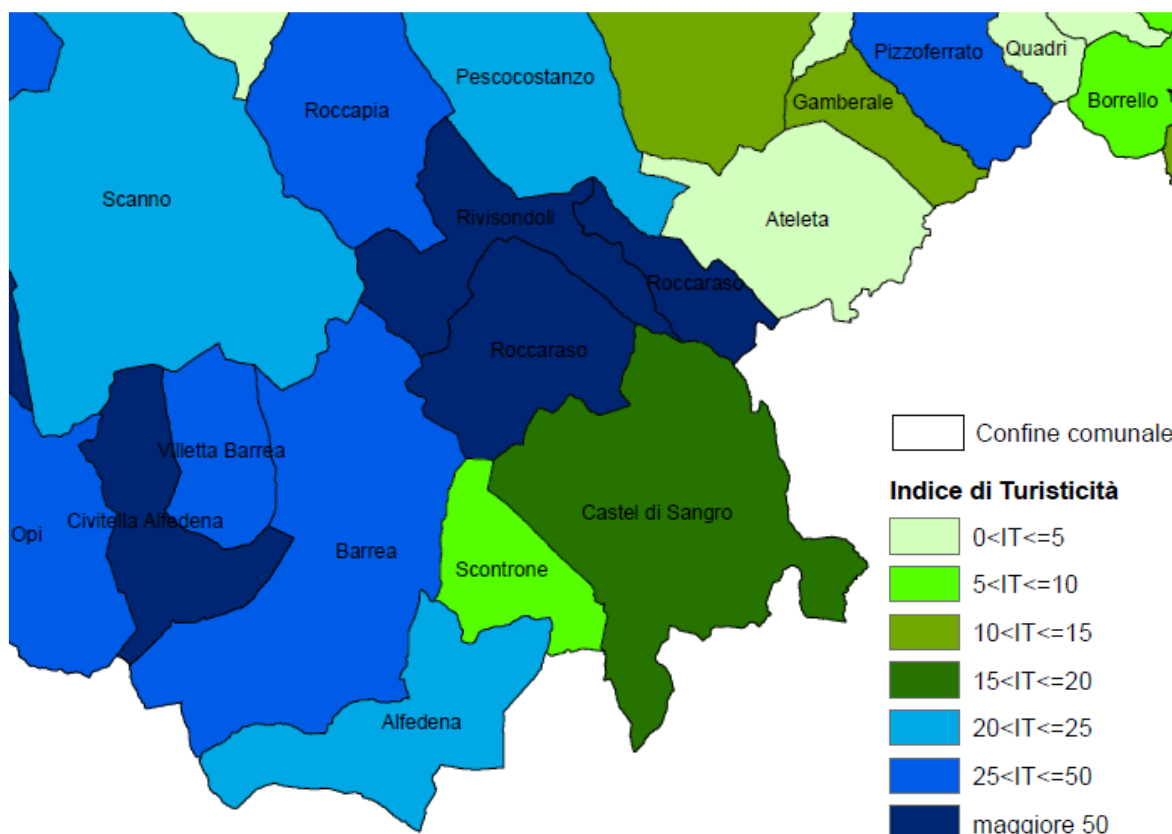 Pizzoferrato
Quadri
Pescocostanzo
Borrello
Gamberale
Roccapia
Scanno
Rivisondoli
Ateleta
Roccaraso
Roccaraso
Villetta Barrea
Civitella Alfedena
Opi
Barrea
Castel di Sangro
Scontrone
Alfedena
Confine comunale
Indice di Turisticità
0<IT<=5
5<IT<=10
10<IT<=15
15<IT<=20
20<IT<=25
25<IT<=50
maggiore 50